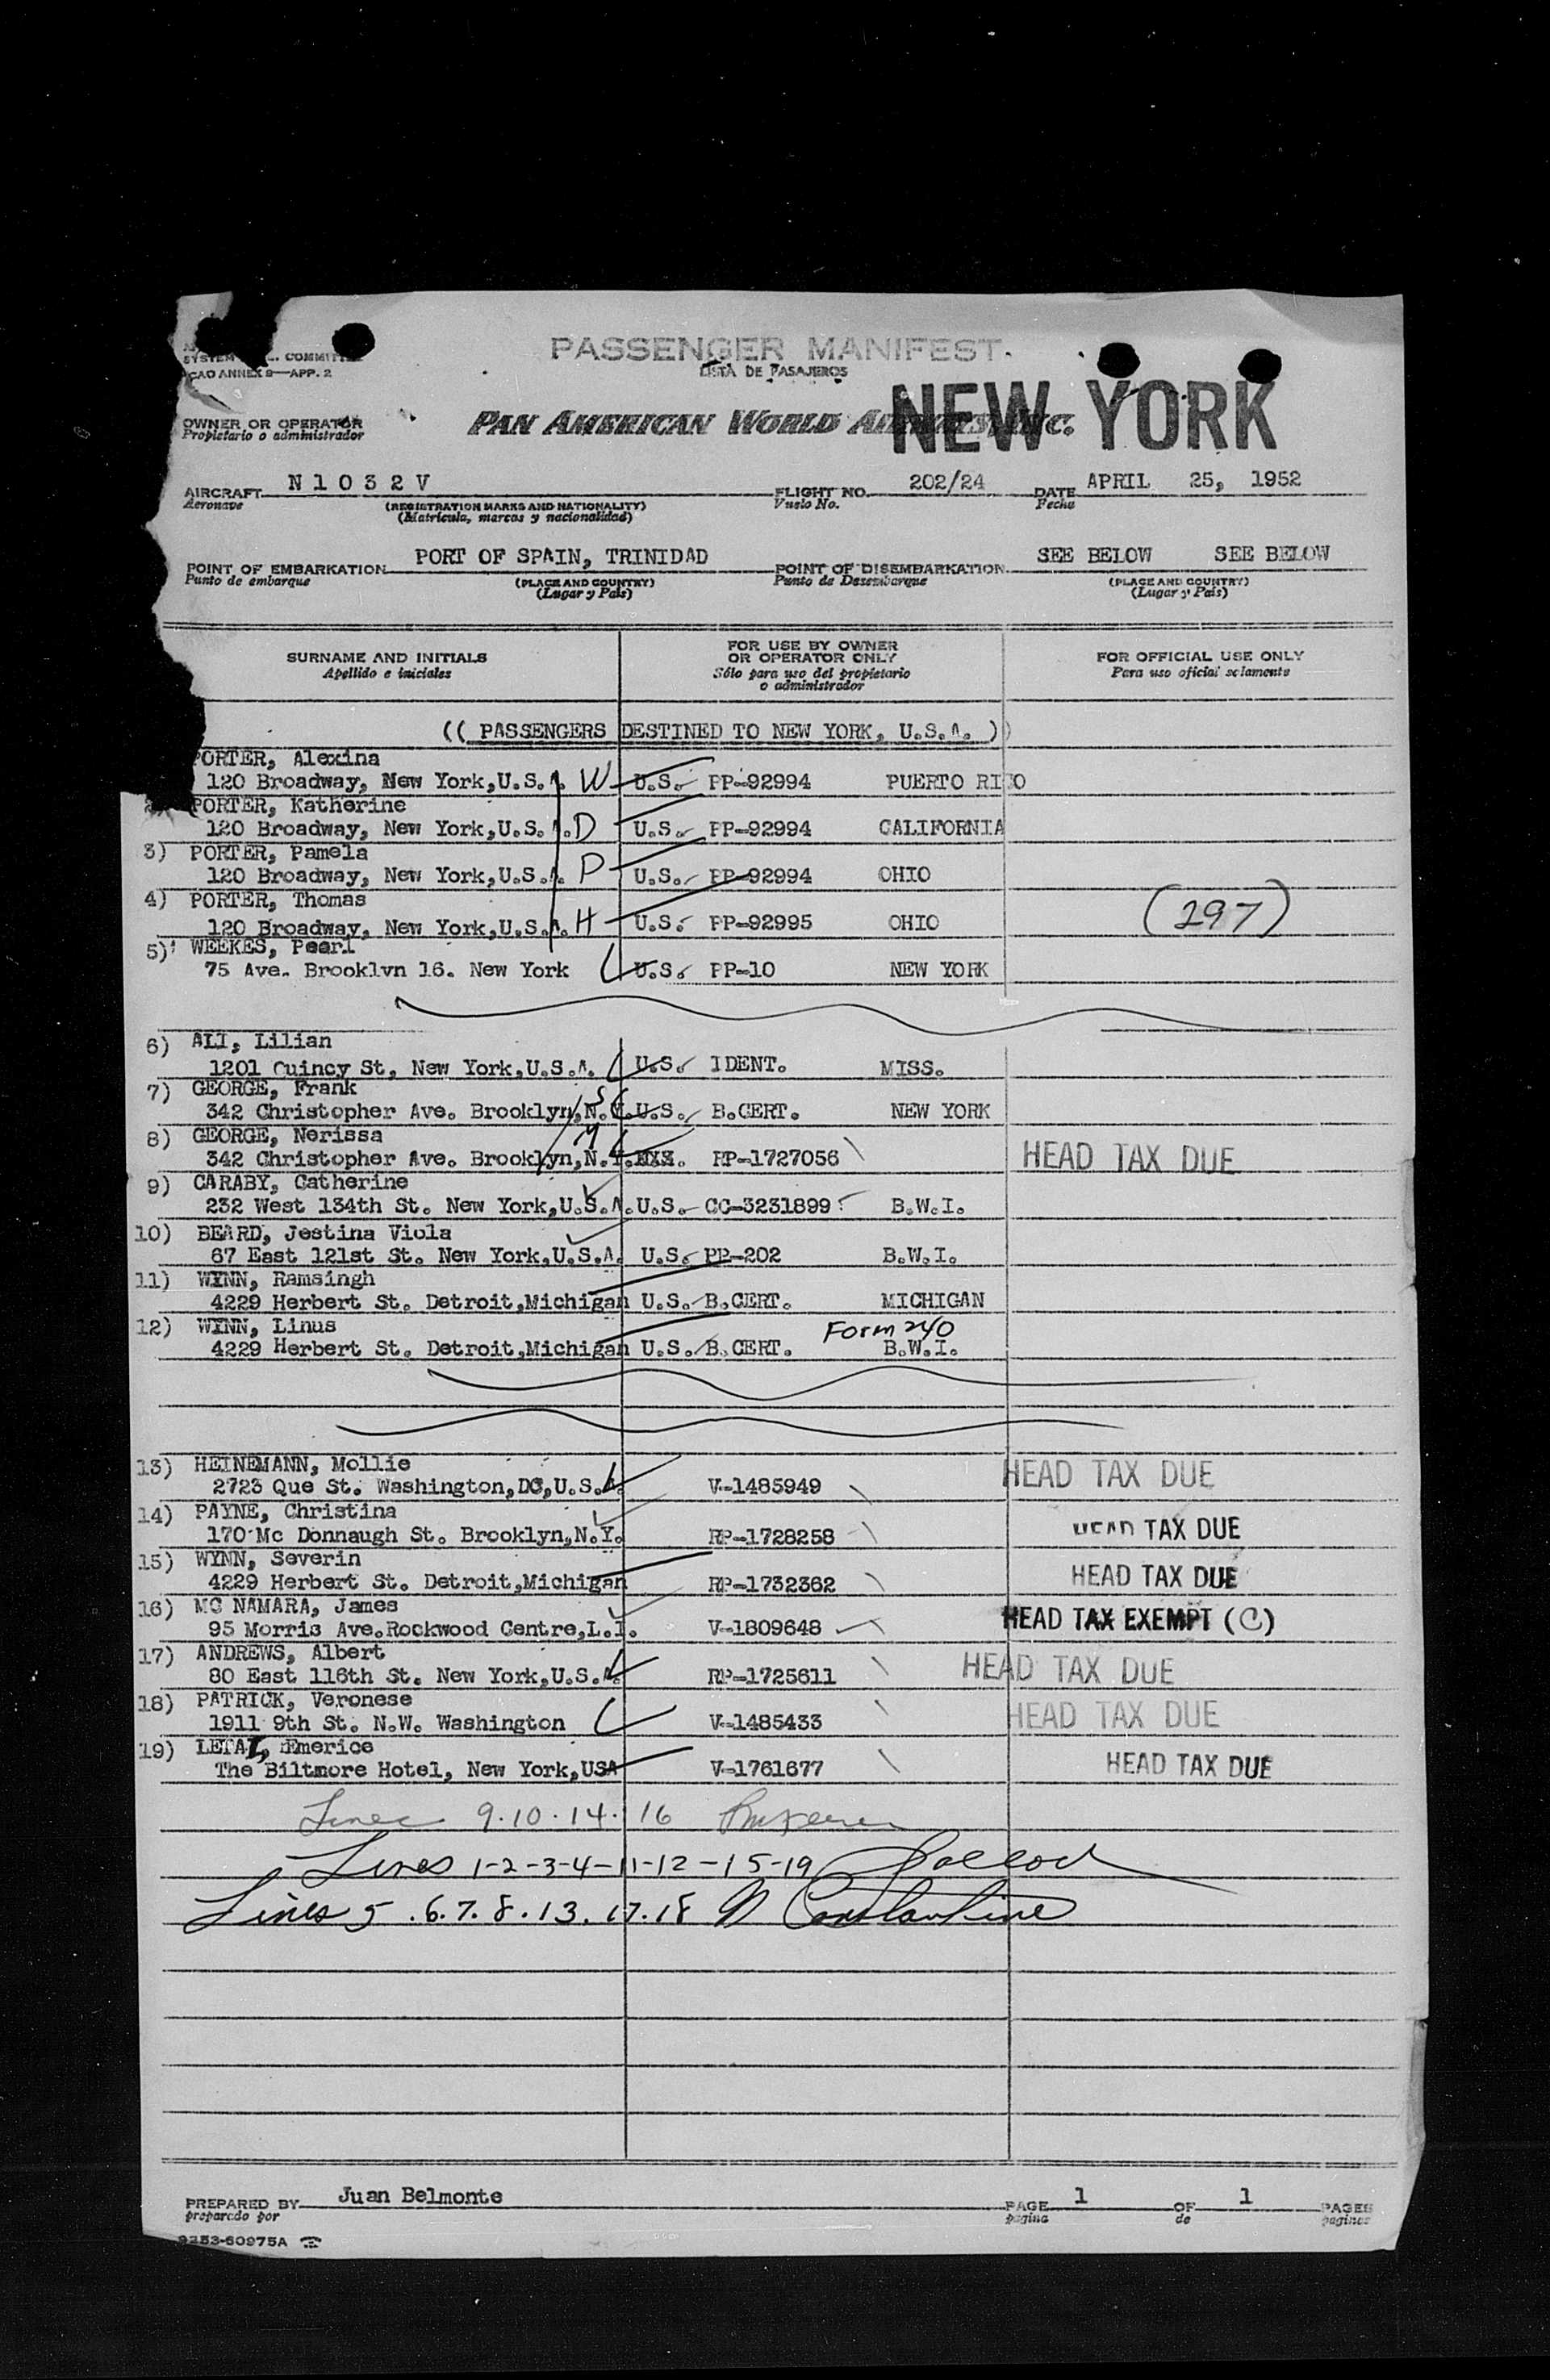 SYSTEM COMMITTEE
ICAO ANNEX 9—APP. 2
PASSENGER MANIFEST
LISTA DE PASAJEROS
NEW YORK
OWNER OR OPERATOR
Propietario o administrador
PAN AMERICAN WORLD AIRWAYS, INC.
AIRCRAFT N1032V FLIGHT NO. 202/24 DATE APRIL 25, 1952
Aeronave (REGISTRATION MARKS AND NATIONALITY) Vuelo No. Fecha
(Matrícula, marcas y nacionalidad)
POINT OF EMBARKATION PORT OF SPAIN, TRINIDAD POINT OF DISEMBARKATION SEE BELOW SEE BELOW
Punto de embarque (PLACE AND COUNTRY) Punto de Desembarque (PLACE AND COUNTRY)
(Lugar y País) (Lugar y País)
SURNAME AND INITIALS FOR USE BY OWNER OR OPERATOR ONLY FOR OFFICIAL USE ONLY
Apellido e iniciales Sólo para uso del propietario o administrador Para uso oficial solamente
(( PASSENGERS DESTINED TO NEW YORK, U.S.A. ))
PORTER, Alexina
120 Broadway, New York,U.S.A. W U.S. PP-92994 PUERTO RICO
PORTER, Katherine
120 Broadway, New York,U.S.A. D U.S. PP-92994 CALIFORNIA
3) PORTER, Pamela
120 Broadway, New York,U.S.A. D U.S. PP-92994 OHIO
4) PORTER, Thomas
120 Broadway, New York,U.S.A. H U.S. PP-92995 OHIO (297)
5) WEEKES, Pearl
75 Ave. Brooklyn 16. New York U.S. PP-10 NEW YORK
6) ALI, Lilian
1201 Quincy St, New York,U.S.A. U.S. IDENT. MISS.
7) GEORGE, Frank
342 Christopher Ave. Brooklyn,N.Y. S U.S. B.CERT. NEW YORK
8) GEORGE, Nerissa
342 Christopher Ave. Brooklyn,N.Y. M RP-1727056 HEAD TAX DUE
9) CARABY, Catherine
232 West 134th St. New York,U.S.A. U.S. CC-3231899 B.W.I.
10) BEARD, Jestina Viola
67 East 121st St. New York,U.S.A. U.S. PP-202 B.W.I.
11) WYNN, Ramsingh
4229 Herbert St. Detroit,Michigan U.S. B.CERT. MICHIGAN
12) WYNN, Linus Form 240
4229 Herbert St. Detroit,Michigan U.S. B.CERT. B.W.I.
13) HEINEMANN, Mollie
2723 Que St. Washington,DC,U.S.A. V-1485949 HEAD TAX DUE
14) PAYNE, Christina
170 Mc Donnaugh St. Brooklyn,N.Y. RP-1728258 HEAD TAX DUE
15) WYNN, Severin
4229 Herbert St. Detroit,Michigan RP-1732362 HEAD TAX DUE
16) MC NAMARA, James
95 Morris Ave.Rockwood Centre,L.I. V-1809648 HEAD TAX EXEMPT (C)
17) ANDREWS, Albert
80 East 116th St. New York,U.S.A. RP-1725611 HEAD TAX DUE
18) PATRICK, Veronese
1911 9th St. N.W. Washington V-1485433 HEAD TAX DUE
19) LETAI, Emerice
The Biltmore Hotel, New York,USA V-1761677 HEAD TAX DUE
Lines 9.10.14.16
Lines 1-2-3-4-11-12-15-19
Lines 5.6.7.8.13.17.18 M Constantine
PREPARED BY Juan Belmonte PAGE 1 OF 1 PAGES
preparado por página de páginas
9253-60975A